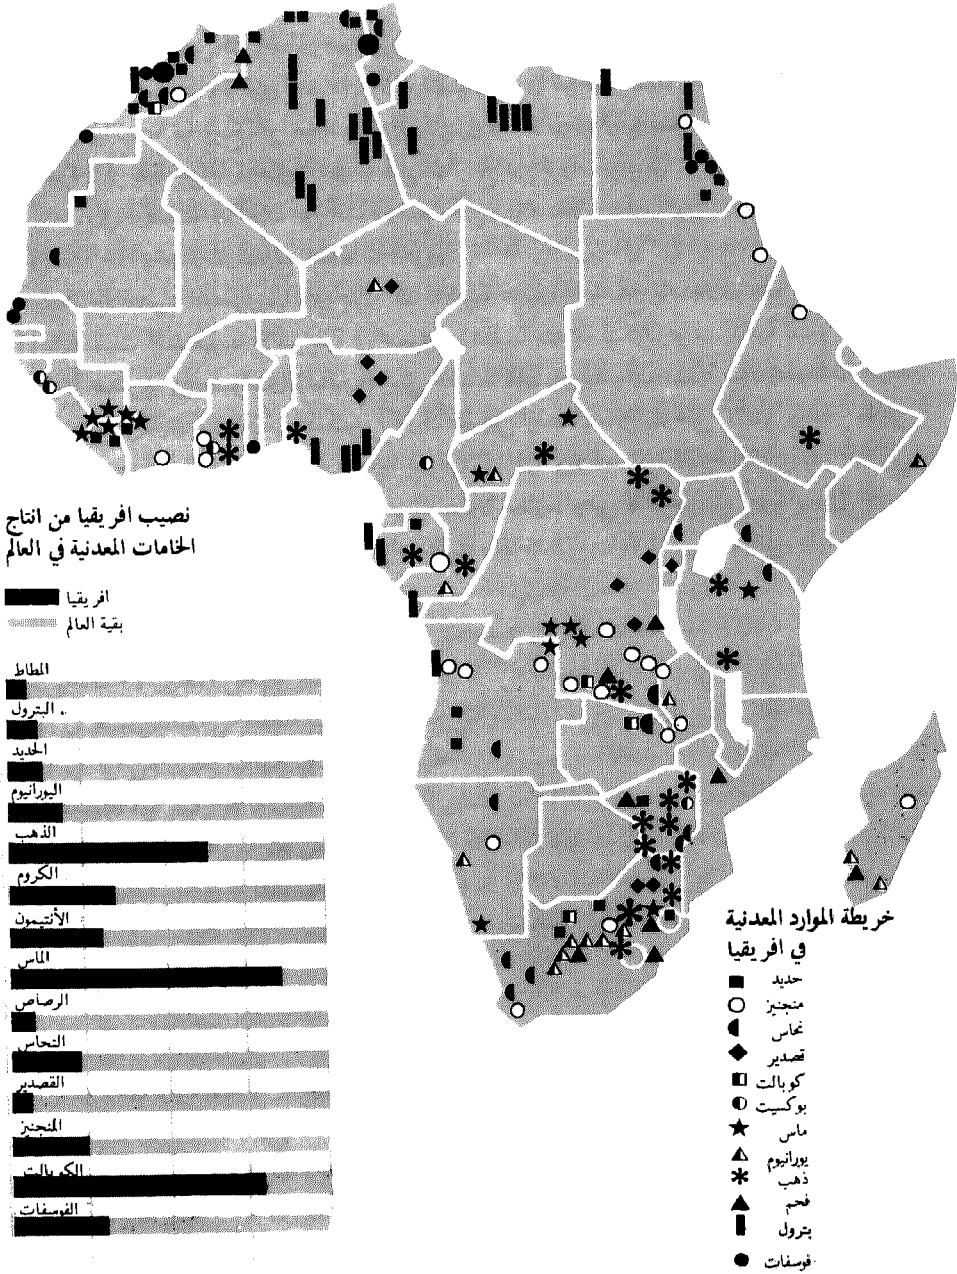 نصيب افريقيا من انتاج
الخامات المعدنية في العالم
افريقيا
بقية العالم
المطاط
البترول
الحديد
اليورانيوم
الذهب
الكروم
الأنتيمون
الماس
الرصاص
النحاس
القصدير
المنجنيز
الكوبالت
الفوسفات
خريطة الموارد المعدنية
في افريقيا
حديد
منجنيز
نحاس
قصدير
كوبالت
بوكسيت
ماس
يورانيوم
ذهب
فحم
بترول
فوسفات